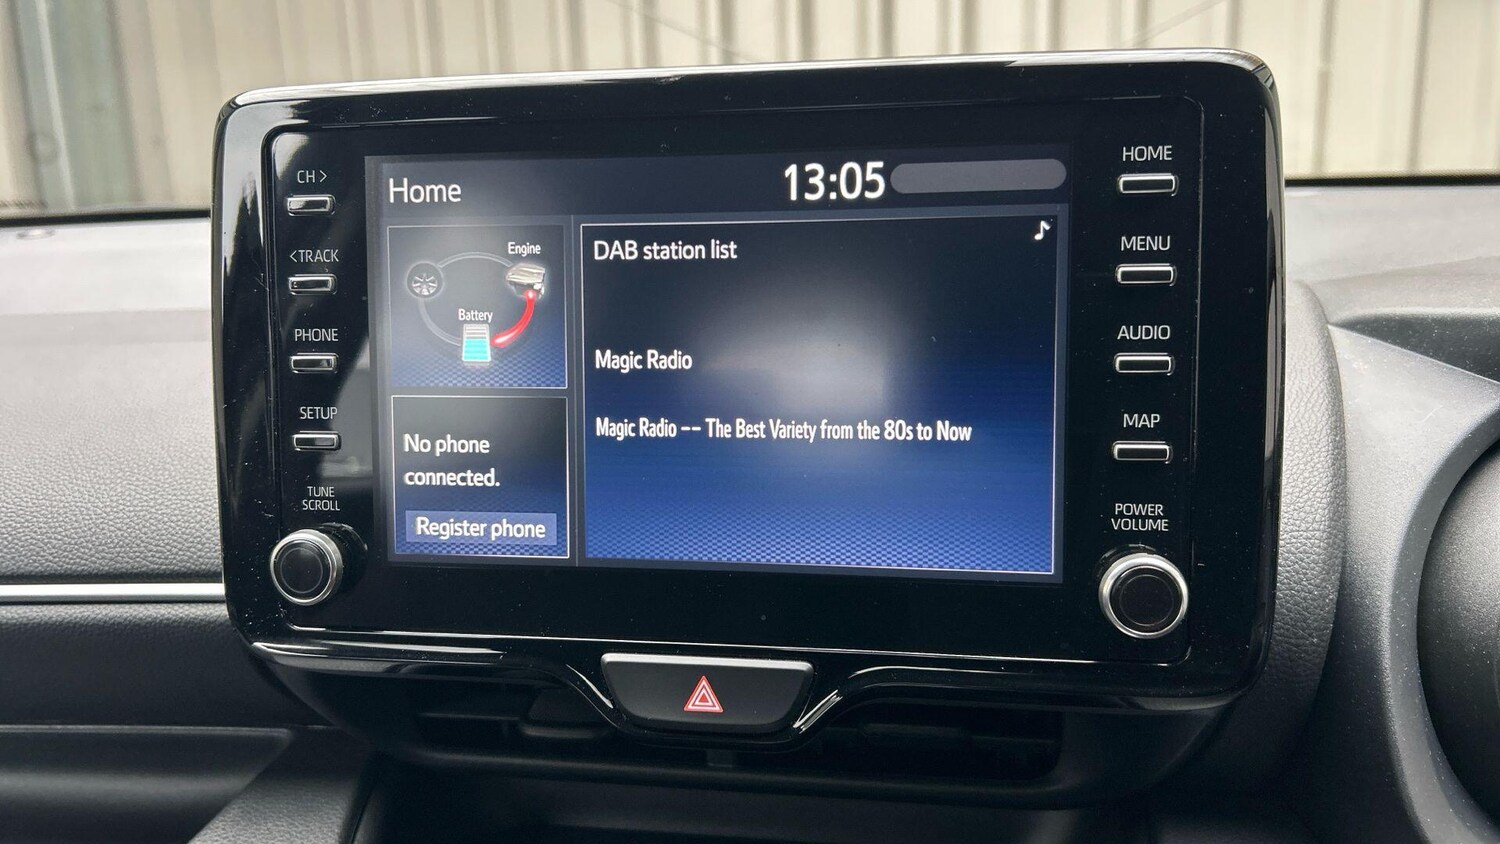 CH >
<TRACK
PHONE
SETUP
TUNE
SCROLL
Home
13:05
Engine
Battery
No phone
connected.
Register phone
DAB station list
Magic Radio
Magic Radio -- The Best Variety from the 80s to Now
HOME
MENU
AUDIO
MAP
POWER
VOLUME